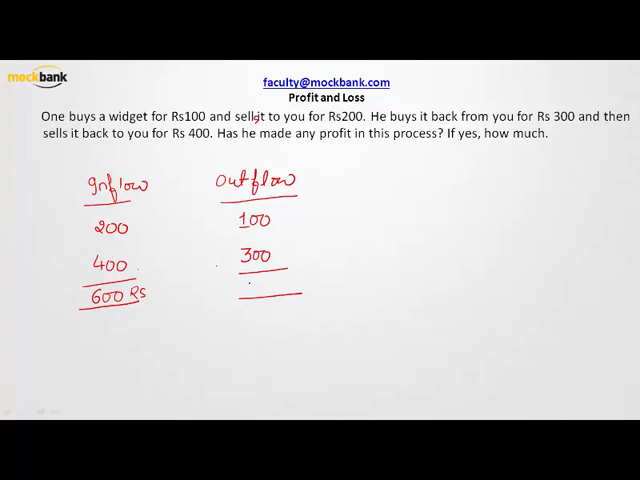 mockbank
faculty@mockbank.com
Profit and Loss
One buys a widget for Rs100 and sells it to you for Rs200. He buys it back from you for Rs 300 and then
sells it back to you for Rs 400. Has he made any profit in this process? If yes, how much.
Inflow Outflow
200 100
400 300
600 Rs